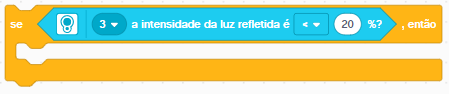 se 3 a intensidade da luz refletida é < 20 %? , então